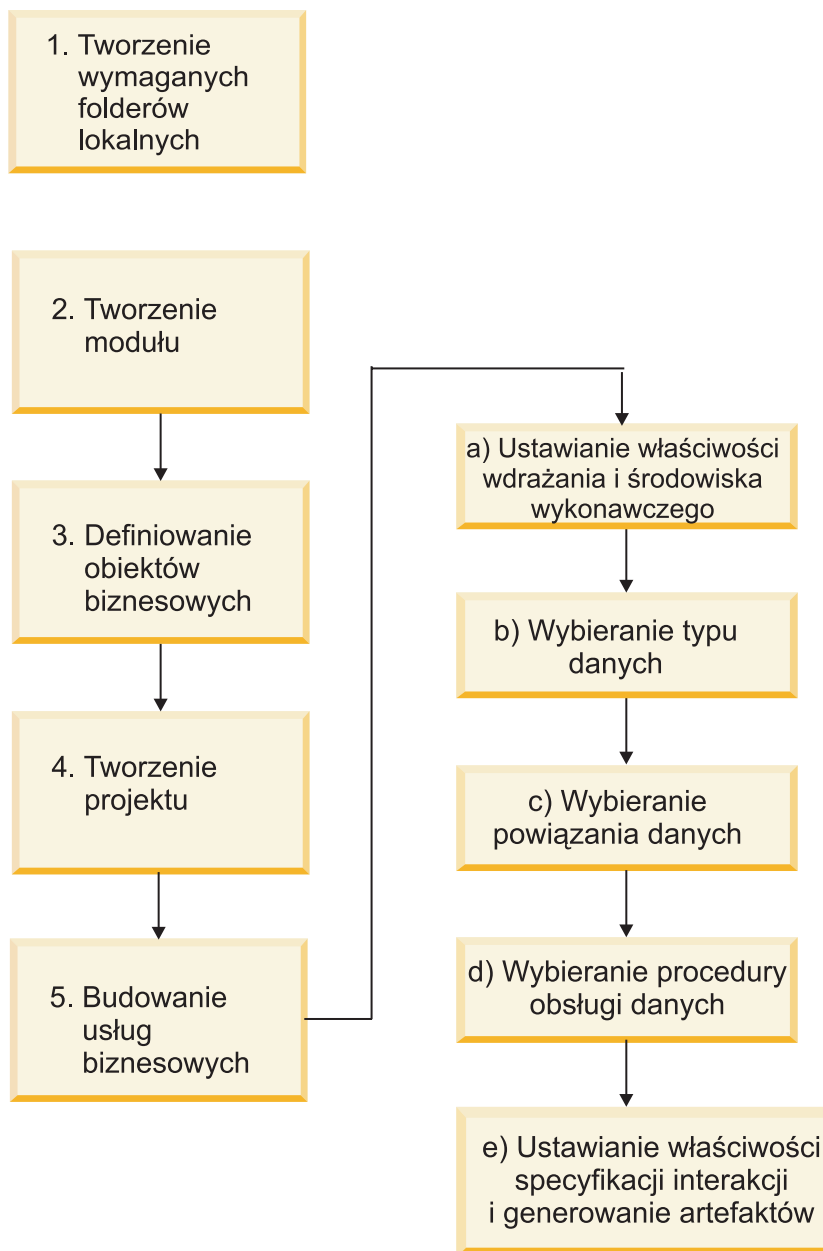 1. Tworzenie
wymaganych
folderów
lokalnych
2. Tworzenie
modułu
3. Definiowanie
obiektów
biznesowych
4. Tworzenie
projektu
5. Budowanie
usług
biznesowych
a) Ustawianie właściwości
wdrażania i środowiska
wykonawczego
b) Wybieranie typu
danych
c) Wybieranie
powiązania danych
d) Wybieranie procedury
obsługi danych
e) Ustawianie właściwości
specyfikacji interakcji
i generowanie artefaktów